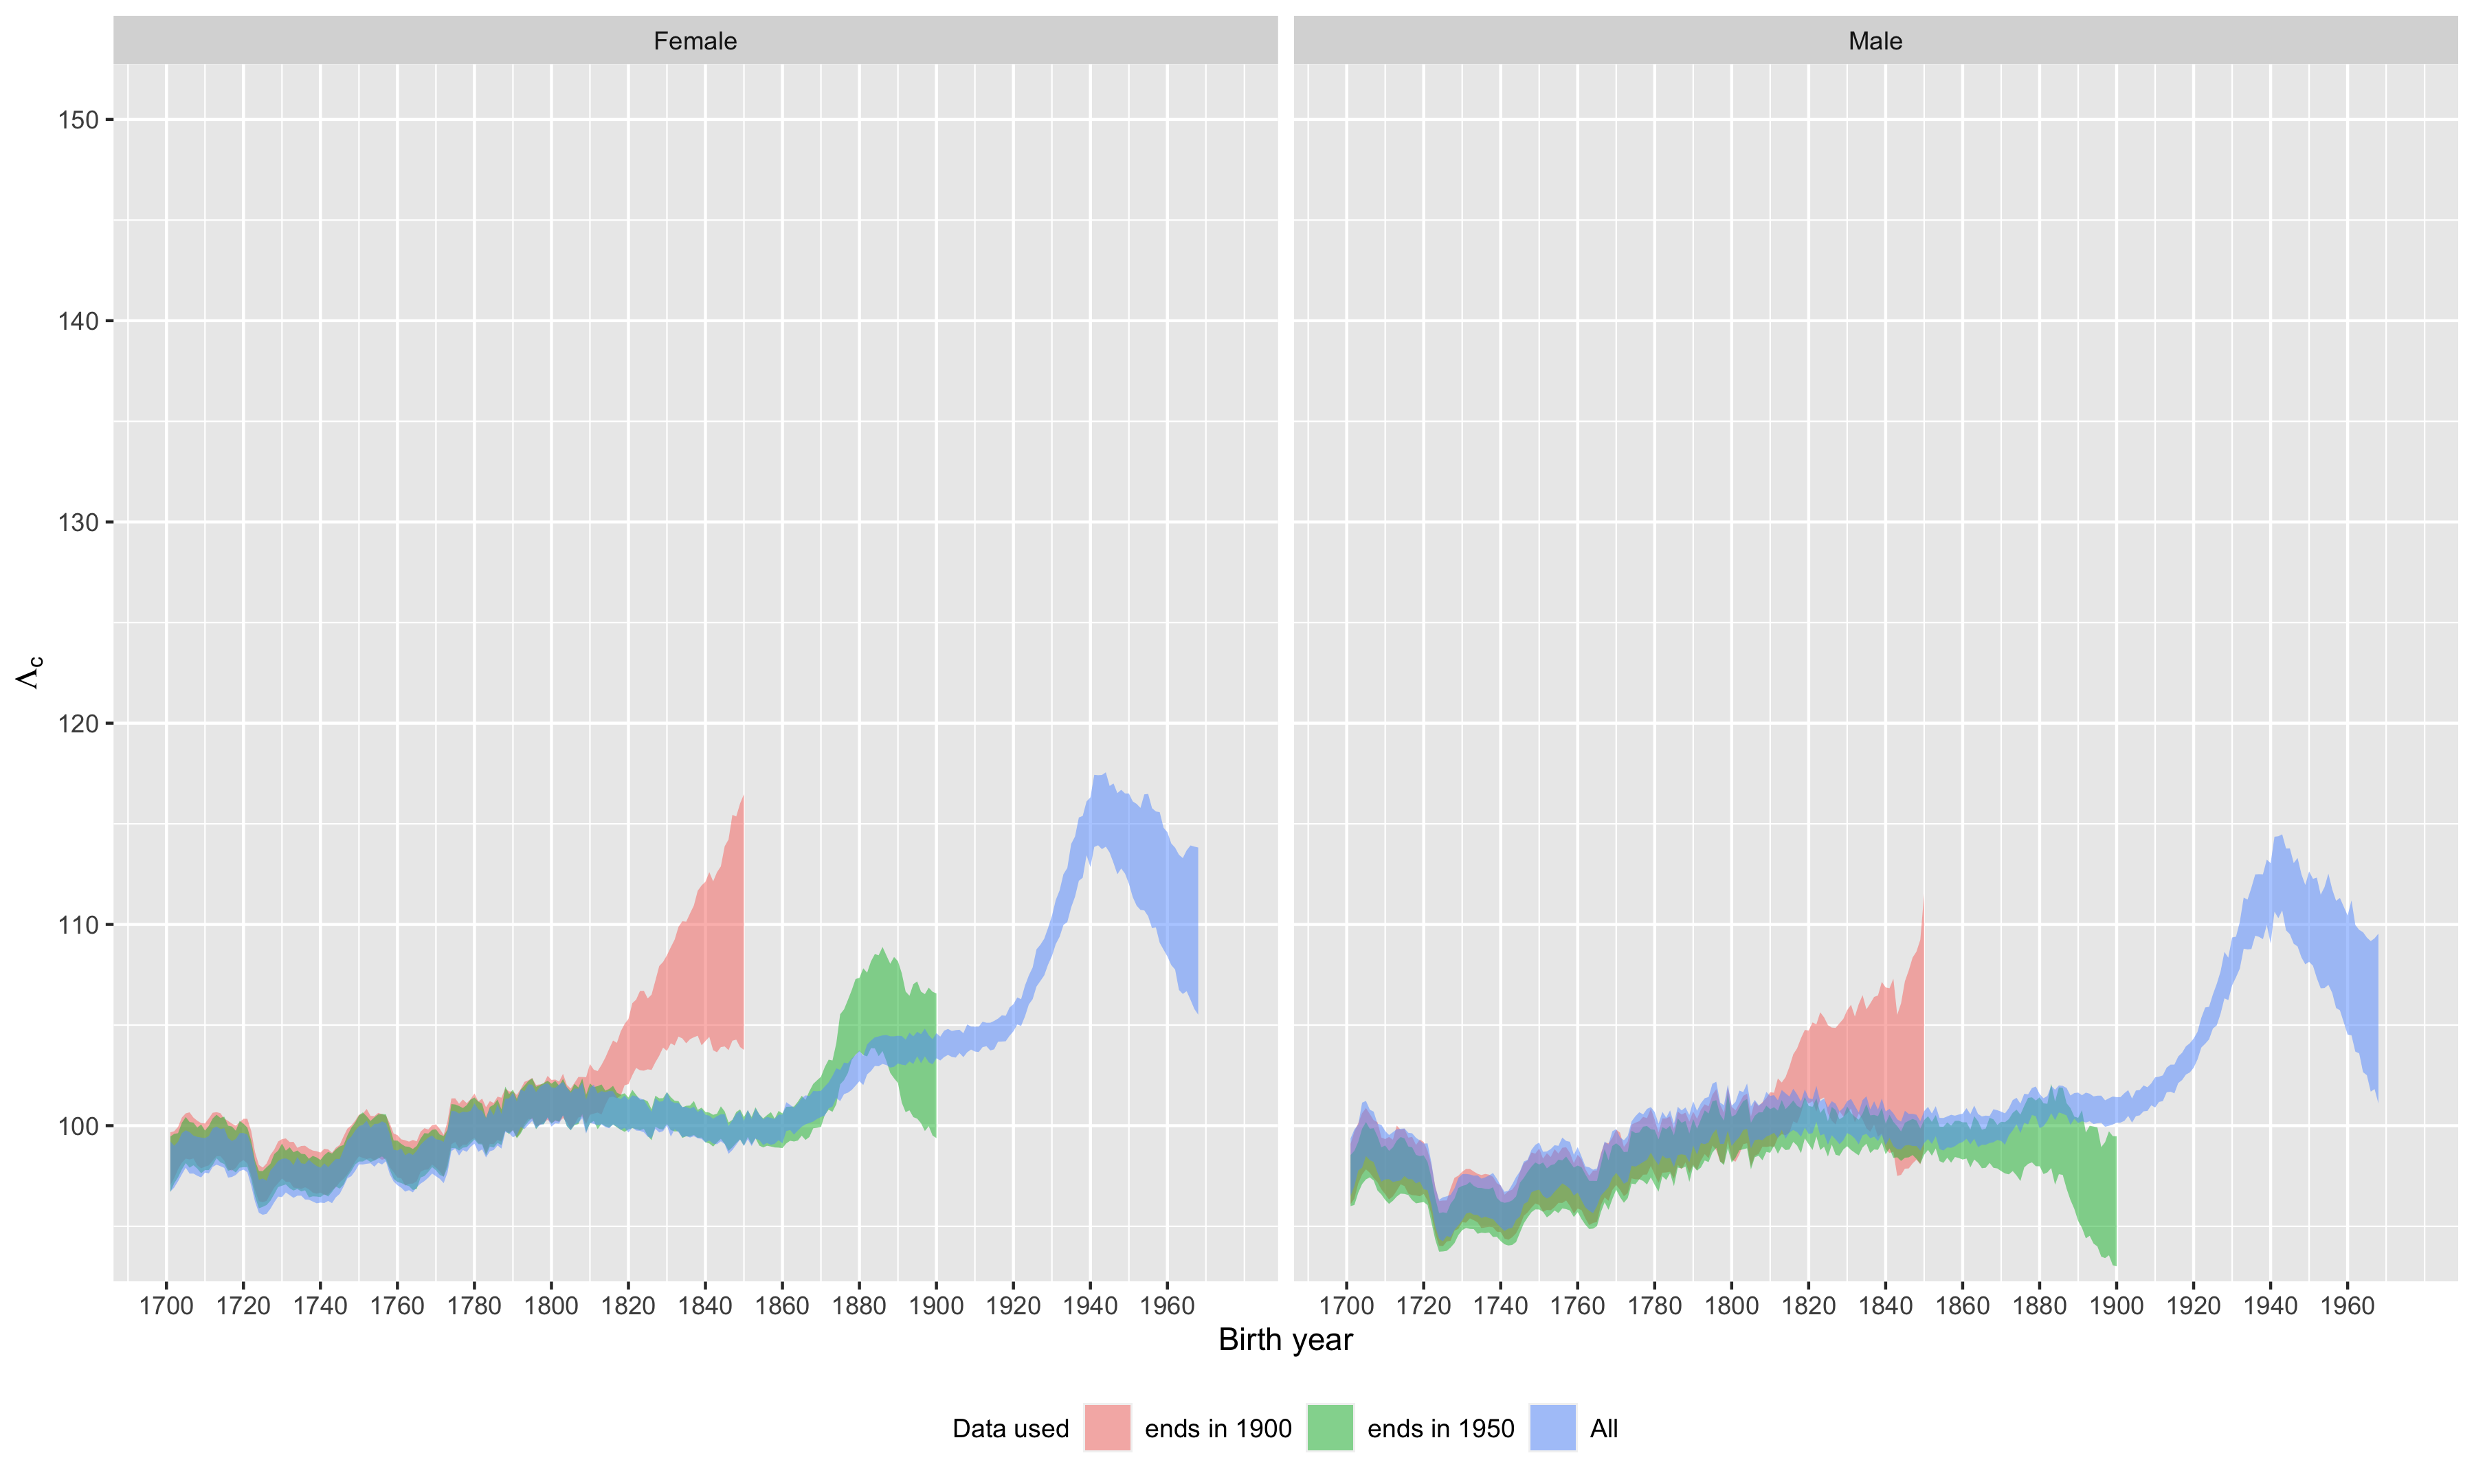 Female
Male
150
140
130
120
110
100
Λc
1700 1720 1740 1760 1780 1800 1820 1840 1860 1880 1900 1920 1940 1960
1700 1720 1740 1760 1780 1800 1820 1840 1860 1880 1900 1920 1940 1960
Birth year
Data used ends in 1900 ends in 1950 All